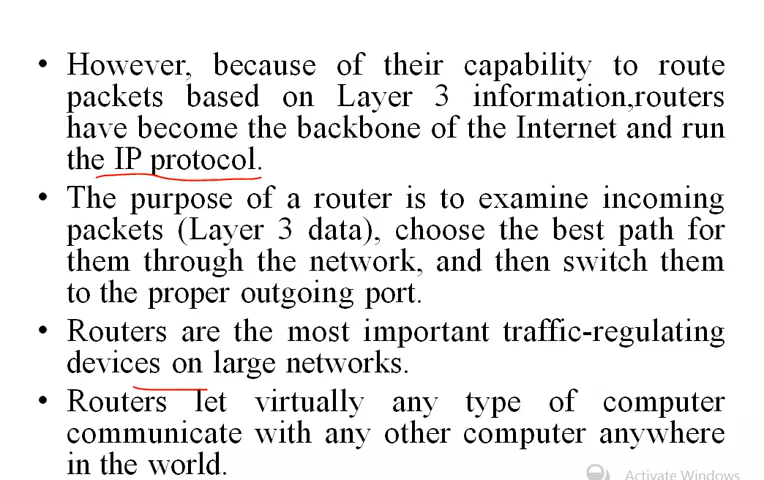 • However, because of their capability to route
packets based on Layer 3 information,routers
have become the backbone of the Internet and run
the IP protocol.
• The purpose of a router is to examine incoming
packets (Layer 3 data), choose the best path for
them through the network, and then switch them
to the proper outgoing port.
• Routers are the most important traffic-regulating
devices on large networks.
• Routers let virtually any type of computer
communicate with any other computer anywhere
in the world.
Activate Windows